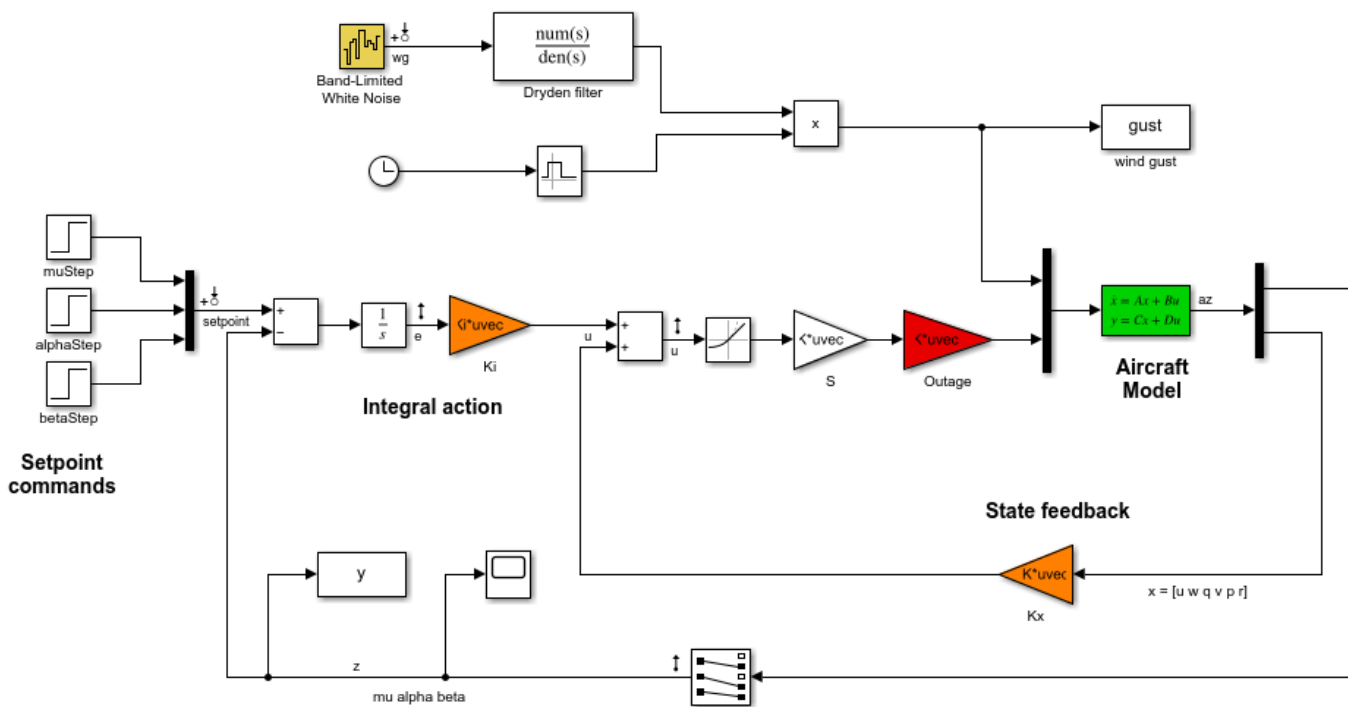 num(s)
den(s)
wg
Band-Limited
White Noise
Dryden filter
x
gust
wind gust
muStep
alphaStep
betaStep
setpoint
+
−
1
s
e
K*uvec
Ki
u
+
+
u
K*uvec
S
K*uvec
Outage
ẋ = Ax + Bu
y = Cx + Du
az
Aircraft
Model
Integral action
Setpoint
commands
State feedback
y
K*uvec
Kx
x = [u w q v p r]
z
mu alpha beta